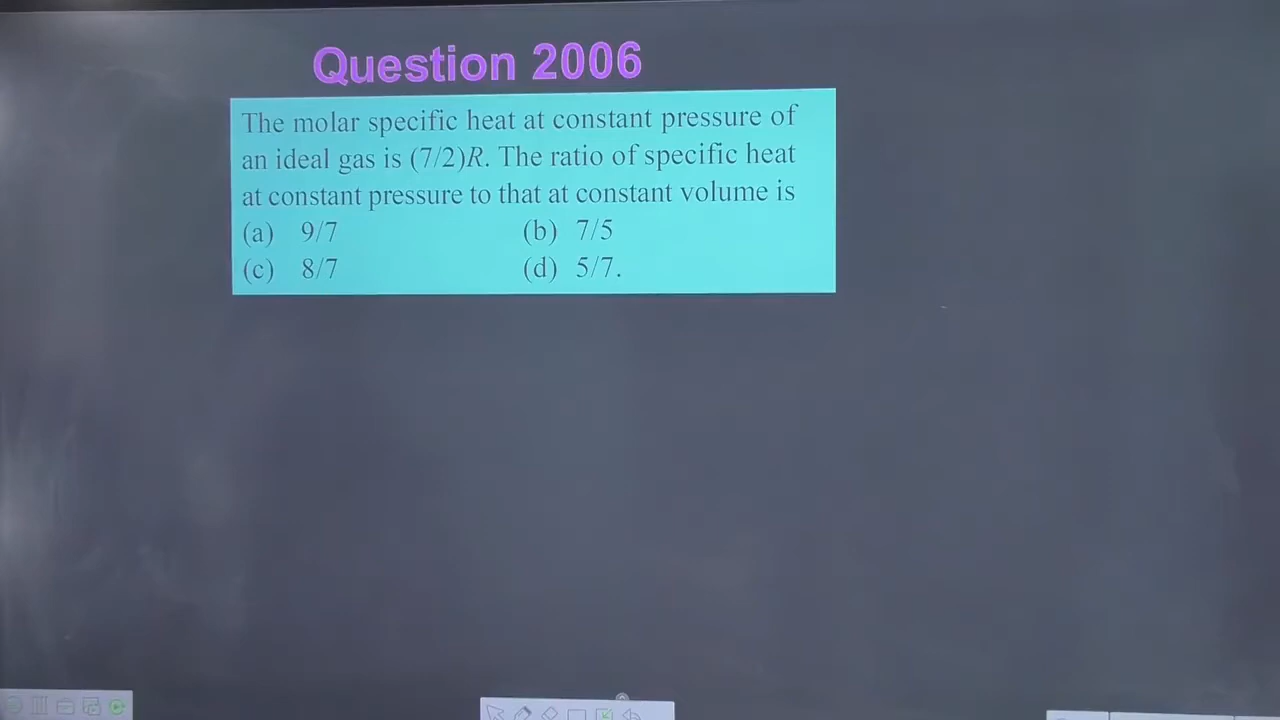 Question 2006
The molar specific heat at constant pressure of
an ideal gas is (7/2)R. The ratio of specific heat
at constant pressure to that at constant volume is
(a) 9/7 (b) 7/5
(c) 8/7 (d) 5/7.